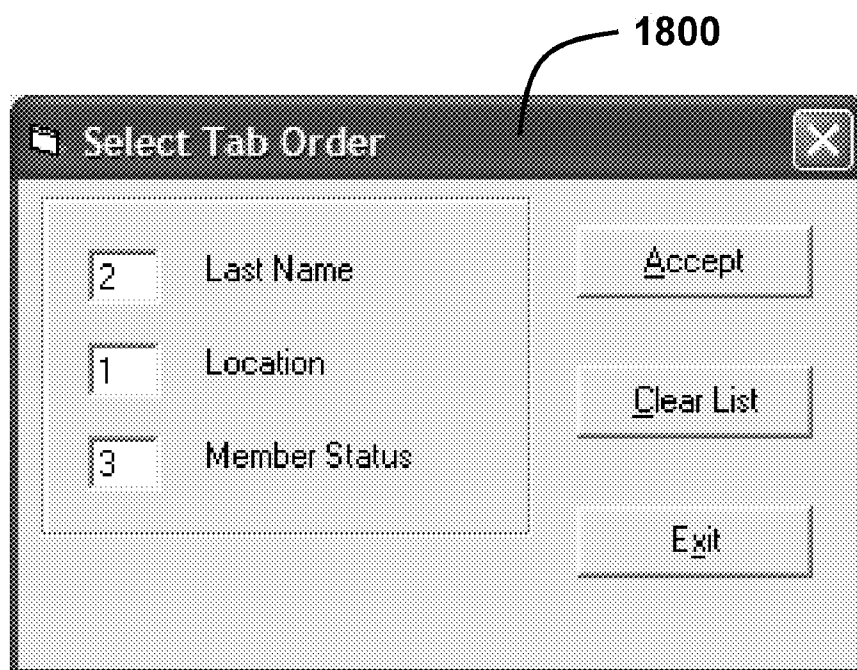 1800
Select Tab Order
2 Last Name
1 Location
3 Member Status
Accept
Clear List
Exit